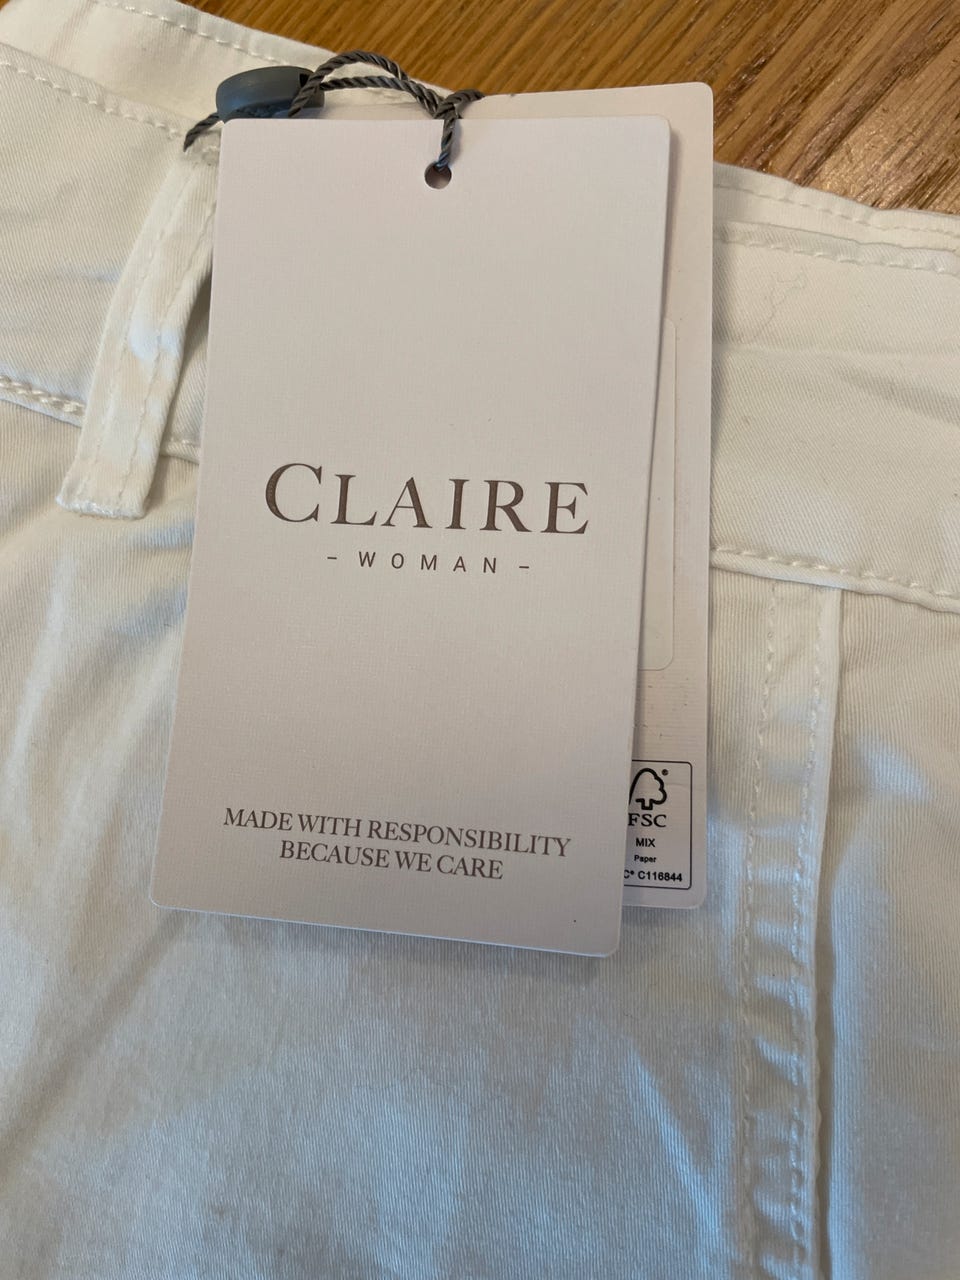 CLAIRE
- WOMAN -
MADE WITH RESPONSIBILITY
BECAUSE WE CARE
FSC
MIX
Paper
C® C116844